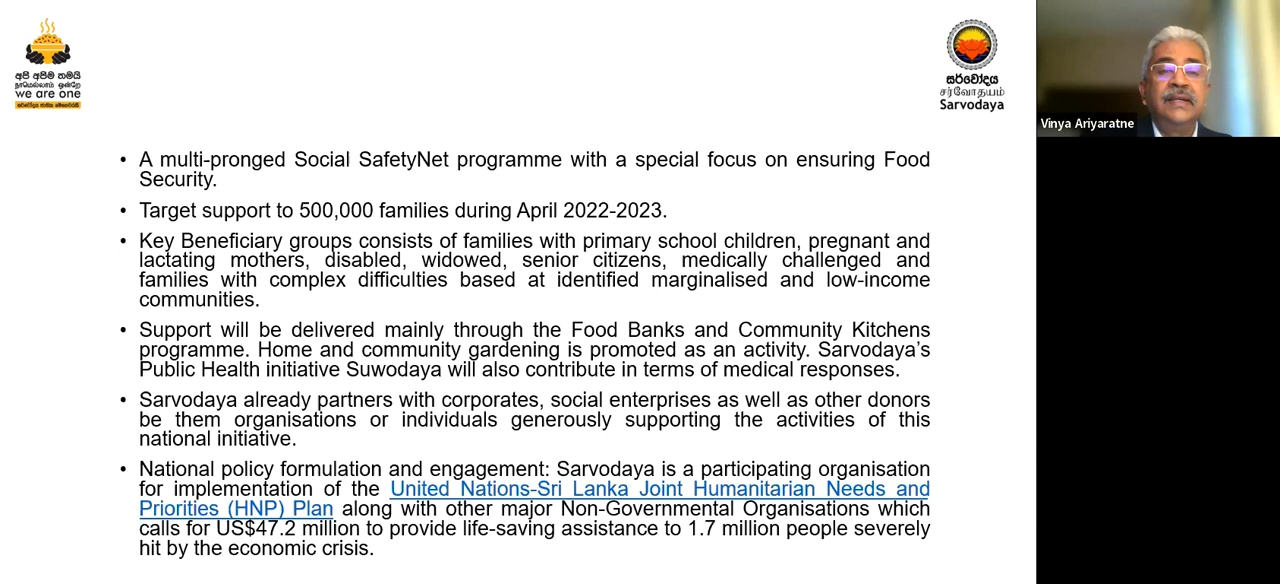 අපි අපිම තමයි
நாமெல்லாம் ஒன்றே
we are one
සර්වෝදය
சர்வோதயம்
Sarvodaya
Vinya Ariyaratne
• A multi-pronged Social SafetyNet programme with a special focus on ensuring Food
Security.
• Target support to 500,000 families during April 2022-2023.
• Key Beneficiary groups consists of families with primary school children, pregnant and
lactating mothers, disabled, widowed, senior citizens, medically challenged and
families with complex difficulties based at identified marginalised and low-income
communities.
• Support will be delivered mainly through the Food Banks and Community Kitchens
programme. Home and community gardening is promoted as an activity. Sarvodaya’s
Public Health initiative Suwodaya will also contribute in terms of medical responses.
• Sarvodaya already partners with corporates, social enterprises as well as other donors
be them organisations or individuals generously supporting the activities of this
national initiative.
• National policy formulation and engagement: Sarvodaya is a participating organisation
for implementation of the United Nations-Sri Lanka Joint Humanitarian Needs and
Priorities (HNP) Plan along with other major Non-Governmental Organisations which
calls for US$47.2 million to provide life-saving assistance to 1.7 million people severely
hit by the economic crisis.